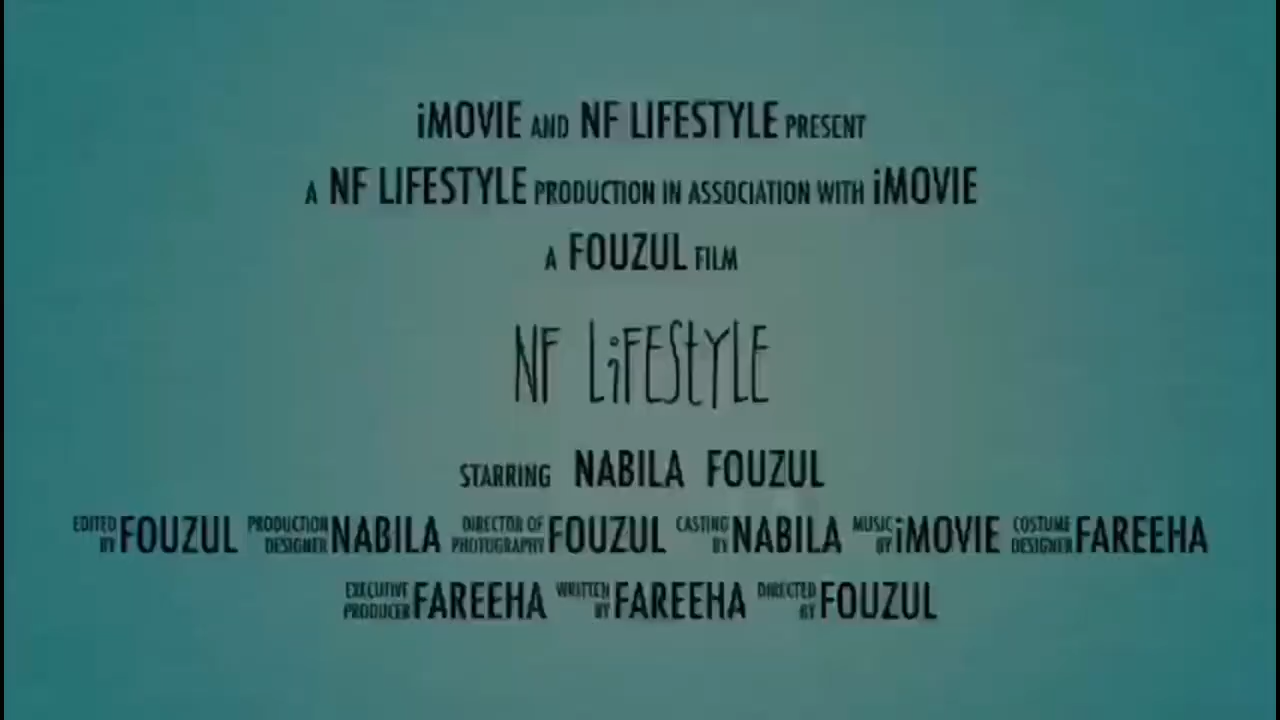 iMOVIE AND NF LIFESTYLE PRESENT
A NF LIFESTYLE PRODUCTION IN ASSOCIATION WITH iMOVIE
A FOUZUL FILM
NF LiFEStYLE
STARRING NABILA FOUZUL
EDITED BY FOUZUL PRODUCTION DESIGNER NABILA DIRECTOR OF PHOTOGRAPHY FOUZUL CASTING BY NABILA MUSIC BY iMOVIE COSTUME DESIGNER FAREEHA
EXECUTIVE PRODUCER FAREEHA WRITTEN BY FAREEHA DIRECTED BY FOUZUL